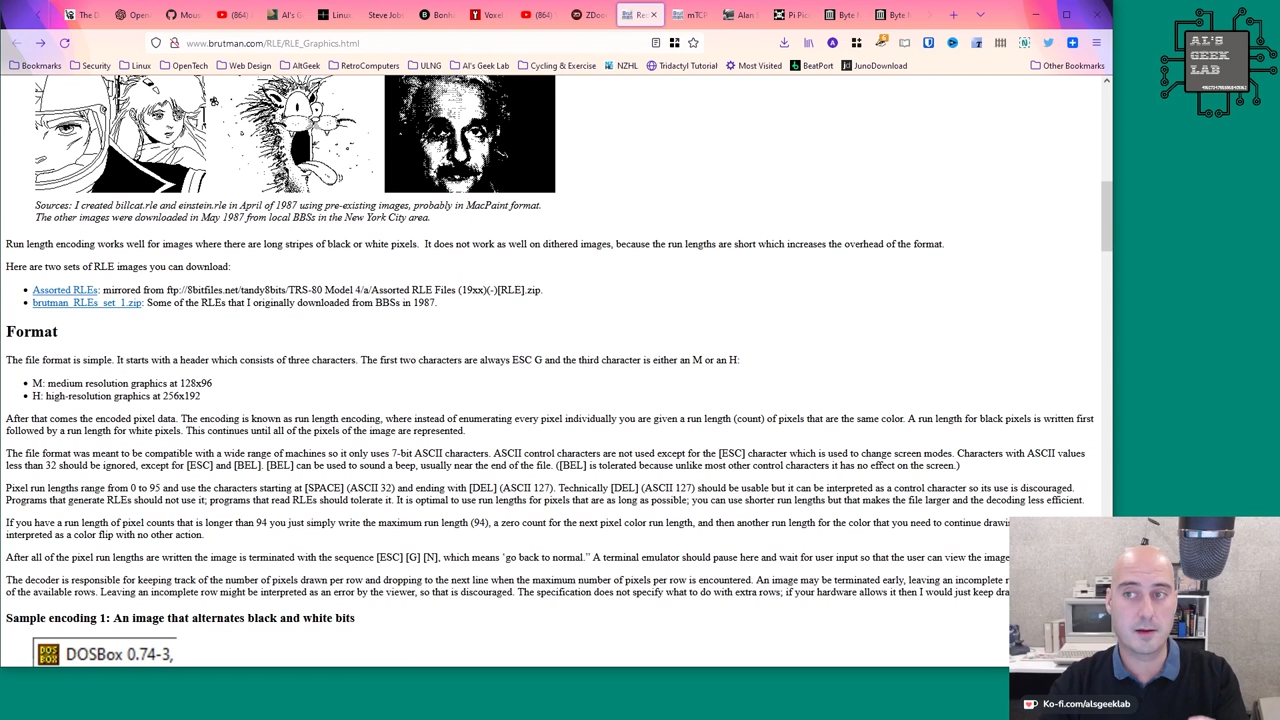 The D
Open
Mous
(864)
Al's G
Linux
Steve Job
Bonh
Voxel
(864)
ZDoo
Re
mTCP
Alan S
Pi Pic
Byte M
Byte M
www.brutman.com/RLE/RLE_Graphics.html
Bookmarks
Security
Linux
OpenTech
Web Design
AltGeek
RetroComputers
ULNG
Al's Geek Lab
Cycling & Exercise
NZHL
Tridactyl Tutorial
Most Visited
BeatPort
JunoDownload
Other Bookmarks
AL'S
GEEK
LAB
Sources: I created billcat.rle and einstein.rle in April of 1987 using pre-existing images, probably in MacPaint format.
The other images were downloaded in May 1987 from local BBSs in the New York City area.
Run length encoding works well for images where there are long stripes of black or white pixels. It does not work as well on dithered images, because the run lengths are short which increases the overhead of the format.
Here are two sets of RLE images you can download:
Assorted RLEs: mirrored from ftp://8bitfiles.net/tandy8bits/TRS-80 Model 4/a/Assorted RLE Files (19xx)(-)[RLE].zip.
brutman_RLEs_set_1.zip: Some of the RLEs that I originally downloaded from BBSs in 1987.
Format
The file format is simple. It starts with a header which consists of three characters. The first two characters are always ESC G and the third character is either an M or an H:
M: medium resolution graphics at 128x96
H: high-resolution graphics at 256x192
After that comes the encoded pixel data. The encoding is known as run length encoding, where instead of enumerating every pixel individually you are given a run length (count) of pixels that are the same color. A run length for black pixels is written first
followed by a run length for white pixels. This continues until all of the pixels of the image are represented.
The file format was meant to be compatible with a wide range of machines so it only uses 7-bit ASCII characters. ASCII control characters are not used except for the [ESC] character which is used to change screen modes. Characters with ASCII values
less than 32 should be ignored, except for [ESC] and [BEL]. [BEL] can be used to sound a beep, usually near the end of the file. ([BEL] is tolerated because unlike most other control characters it has no effect on the screen.)
Pixel run lengths range from 0 to 95 and use the characters starting at [SPACE] (ASCII 32) and ending with [DEL] (ASCII 127). Technically [DEL] (ASCII 127) should be usable but it can be interpreted as a control character so its use is discouraged.
Programs that generate RLEs should not use it; programs that read RLEs should tolerate it. It is optimal to use run lengths for pixels that are as long as possible; you can use shorter run lengths but that makes the file larger and the decoding less efficient.
If you have a run length of pixel counts that is longer than 94 you just simply write the maximum run length (94), a zero count for the next pixel color run length, and then another run length for the color that you need to continue drawi
interpreted as a color flip with no other action.
After all of the pixel run lengths are written the image is terminated with the sequence [ESC] [G] [N], which means ‘go back to normal.” A terminal emulator should pause here and wait for user input so that the user can view the image
The decoder is responsible for keeping track of the number of pixels drawn per row and dropping to the next line when the maximum number of pixels per row is encountered. An image may be terminated early, leaving an incomplete r
of the available rows. Leaving an incomplete row might be interpreted as an error by the viewer, so that is discouraged. The specification does not specify what to do with extra rows; if your hardware allows it then I would just keep dra
Sample encoding 1: An image that alternates black and white bits
DOS
BOX
DOSBox 0.74-3,
Ko-fi.com/alsgeeklab